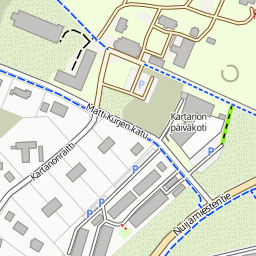 P
Kartanon
päiväkoti
Matti Kurjen katu
Kartanonraitti
P
P
P
P
Nuijamiestentie